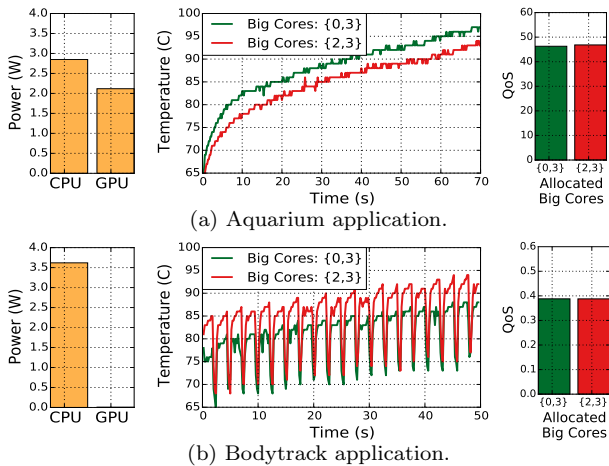 4.0
3.5
3.0
2.5
2.0
1.5
1.0
0.5
0.0
Power (W)
CPU GPU
100
95
90
85
80
75
70
65
Temperature (C)
Big Cores: {0,3}
Big Cores: {2,3}
0 10 20 30 40 50 60 70
Time (s)
60
50
40
30
20
10
0
QoS
{0,3} {2,3}
Allocated
Big Cores
(a) Aquarium application.
4.0
3.5
3.0
2.5
2.0
1.5
1.0
0.5
0.0
Power (W)
CPU GPU
100
95
90
85
80
75
70
65
Temperature (C)
Big Cores: {0,3}
Big Cores: {2,3}
0 10 20 30 40 50
Time (s)
0.6
0.5
0.4
0.3
0.2
0.1
0.0
QoS
{0,3} {2,3}
Allocated
Big Cores
(b) Bodytrack application.